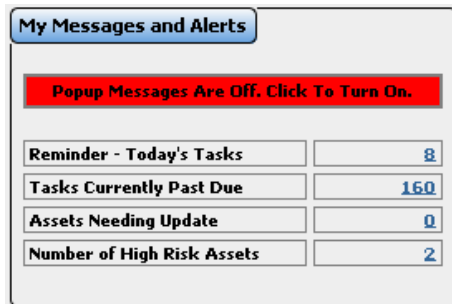 My Messages and Alerts
Popup Messages Are Off. Click To Turn On.
Reminder - Today's Tasks 8
Tasks Currently Past Due 160
Assets Needing Update 0
Number of High Risk Assets 2